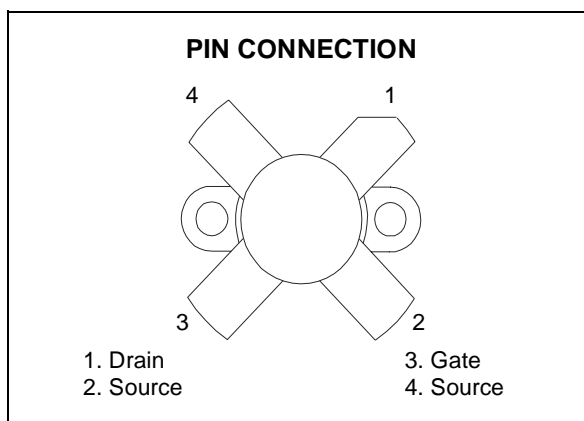 PIN CONNECTION
4
1
3
2
1. Drain
2. Source
3. Gate
4. Source